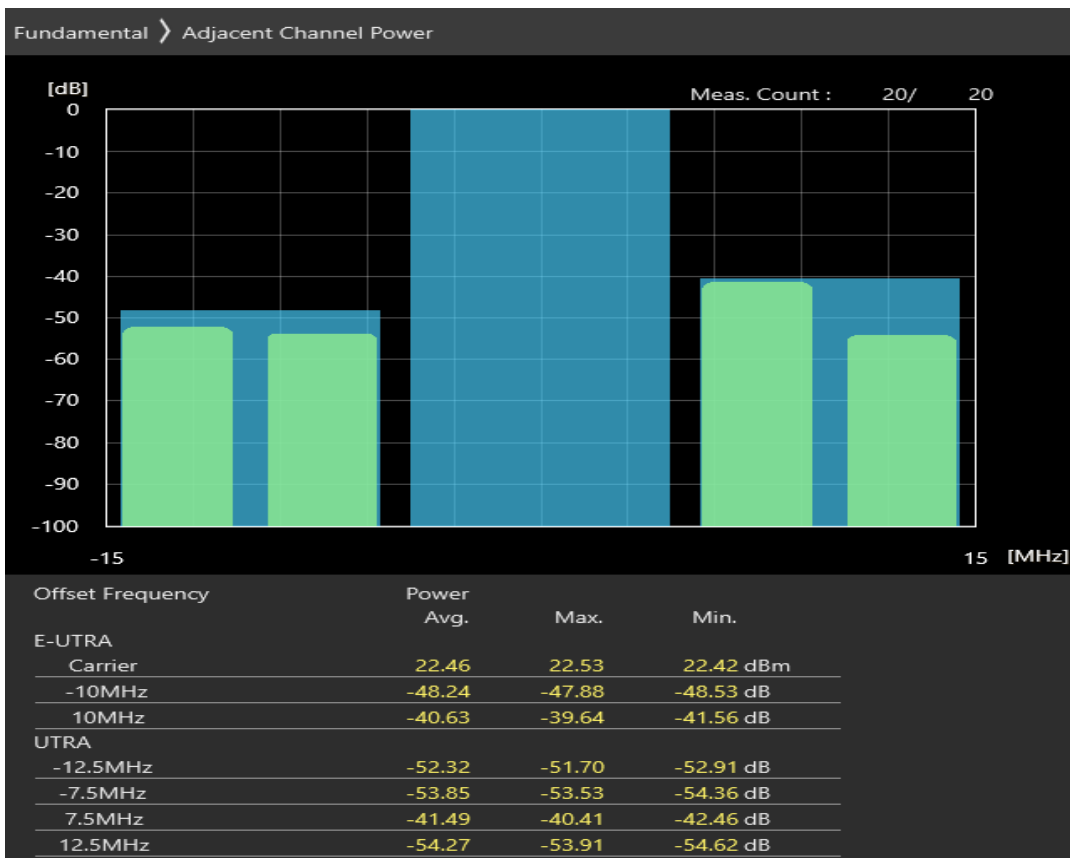 Fundamental ❯ Adjacent Channel Power
[dB]
Meas. Count : 20/ 20
0
-10
-20
-30
-40
-50
-60
-70
-80
-90
-100
-15 15 [MHz]
Offset Frequency Power
Avg. Max. Min.
E-UTRA
Carrier 22.46 22.53 22.42 dBm
-10MHz -48.24 -47.88 -48.53 dB
10MHz -40.63 -39.64 -41.56 dB
UTRA
-12.5MHz -52.32 -51.70 -52.91 dB
-7.5MHz -53.85 -53.53 -54.36 dB
7.5MHz -41.49 -40.41 -42.46 dB
12.5MHz -54.27 -53.91 -54.62 dB